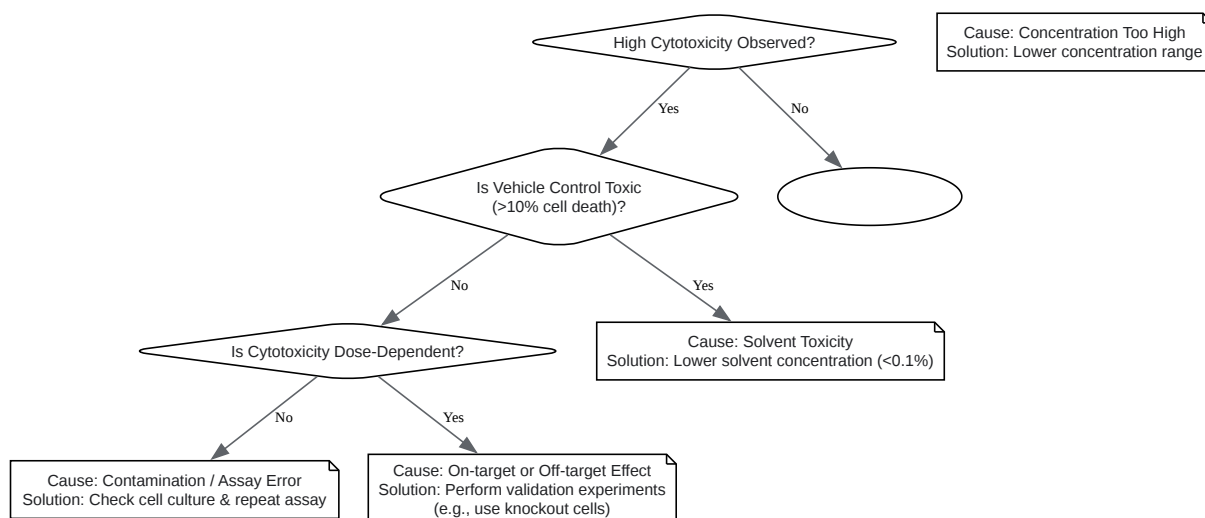 High Cytotoxicity Observed?
Cause: Concentration Too High
Solution: Lower concentration range
Yes
No
Is Vehicle Control Toxic
(>10% cell death)?
No
Yes
Is Cytotoxicity Dose-Dependent?
Cause: Solvent Toxicity
Solution: Lower solvent concentration (<0.1%)
No
Yes
Cause: Contamination / Assay Error
Solution: Check cell culture & repeat assay
Cause: On-target or Off-target Effect
Solution: Perform validation experiments
(e.g., use knockout cells)